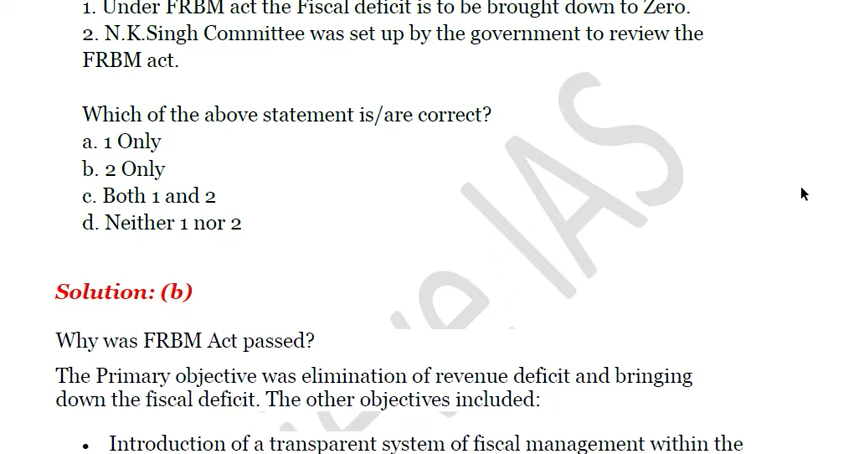 1. Under FRBM act the Fiscal deficit is to be brought down to Zero.
2. N.K.Singh Committee was set up by the government to review the
FRBM act.
Which of the above statement is/are correct?
a. 1 Only
b. 2 Only
c. Both 1 and 2
d. Neither 1 nor 2
Solution: (b)
Why was FRBM Act passed?
The Primary objective was elimination of revenue deficit and bringing
down the fiscal deficit. The other objectives included:
• Introduction of a transparent system of fiscal management within the
IAS